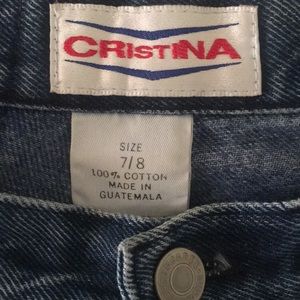 CRISTINA
SIZE
7/8
100% COTTON
MADE IN
GUATEMALA